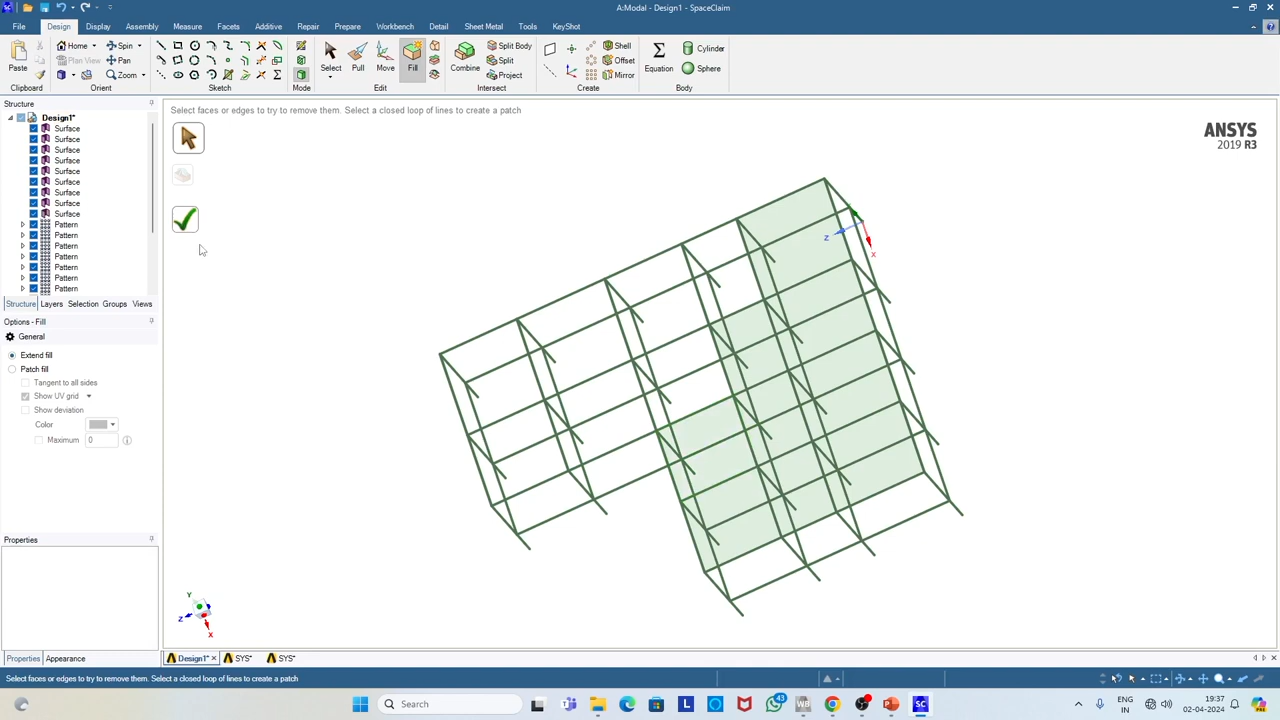 A:Modal - Design1 - SpaceClaim
File Design Display Assembly Measure Facets Additive Repair Prepare Workbench Detail Sheet Metal Tools KeyShot
Home Spin Shell Cylinder
Plan View Pan Split Body Offset Sphere
Zoom Split Project Mirror
Paste Select Pull Move Fill Combine Equation
Clipboard Orient Sketch Mode Edit Intersect Create Body
Structure
Select faces or edges to try to remove them. Select a closed loop of lines to create a patch
Design1*
Surface
Surface
Surface
Surface
Surface
Surface
Surface
Surface
Surface
Pattern
Pattern
Pattern
Pattern
Pattern
Pattern
Pattern
ANSYS
2019 R3
Z
X
Structure Layers Selection Groups Views
Options - Fill
General
Extend fill
Patch fill
Tangent to all sides
Show UV grid
Show deviation
Color
Maximum 0
Properties
Y
Z
X
Properties Appearance
Design1* SYS* SYS*
Select faces or edges to try to remove them. Select a closed loop of lines to create a patch
Search
43
L
WB
SC
ENG
IN
19:37
02-04-2024